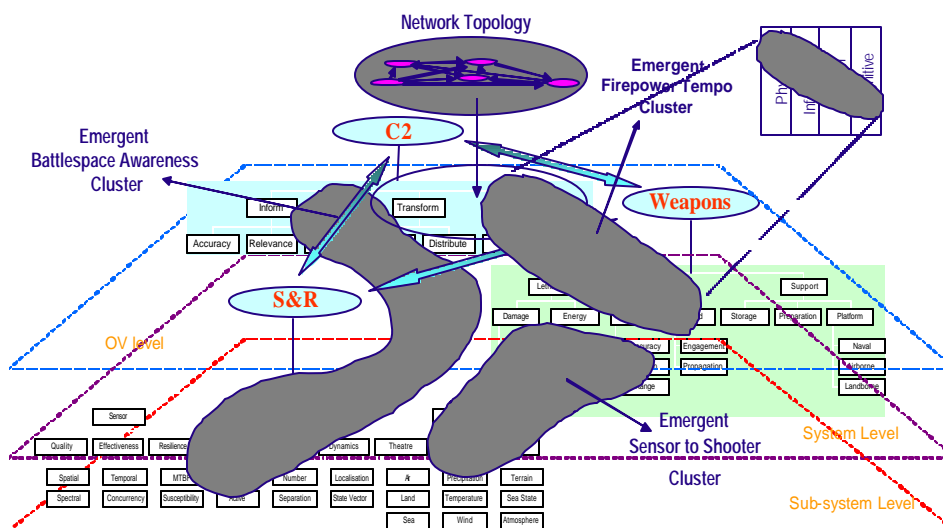 Network Topology
Emergent
Firepower Tempo
Cluster
C2
Emergent
Battlespace Awareness
Cluster
Weapons
Inform
Transform
Accuracy
Relevance
Distribute
S&R
Support
Damage
Energy
Storage
Preparation
Platform
OV level
Engagement
Naval
Propagation
Airborne
Landborne
Sensor
Emergent
Sensor to Shooter
Cluster
System Level
Quality
Effectiveness
Resilience
Dynamics
Theatre
Spatial
Temporal
MTBF
Number
Localisation
Air
Precipitation
Terrain
Spectral
Concurrency
Susceptibility
Separation
State Vector
Land
Temperature
Sea State
Sub-system Level
Sea
Wind
Atmosphere